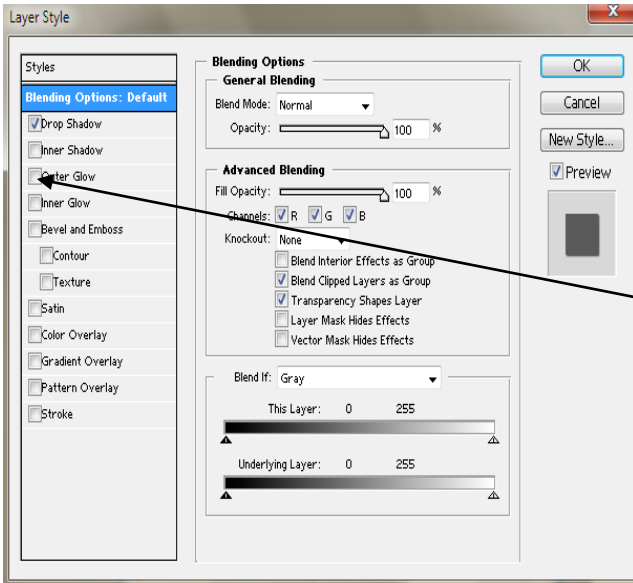 Layer Style
Styles
Blending Options: Default
Drop Shadow
Inner Shadow
Outer Glow
Inner Glow
Bevel and Emboss
Contour
Texture
Satin
Color Overlay
Gradient Overlay
Pattern Overlay
Stroke
Blending Options
General Blending
Blend Mode: Normal
Opacity: 100 %
Advanced Blending
Fill Opacity: 100 %
Channels: R G B
Knockout: None
Blend Interior Effects as Group
Blend Clipped Layers as Group
Transparency Shapes Layer
Layer Mask Hides Effects
Vector Mask Hides Effects
Blend If: Gray
This Layer: 0 255
Underlying Layer: 0 255
OK
Cancel
New Style...
Preview